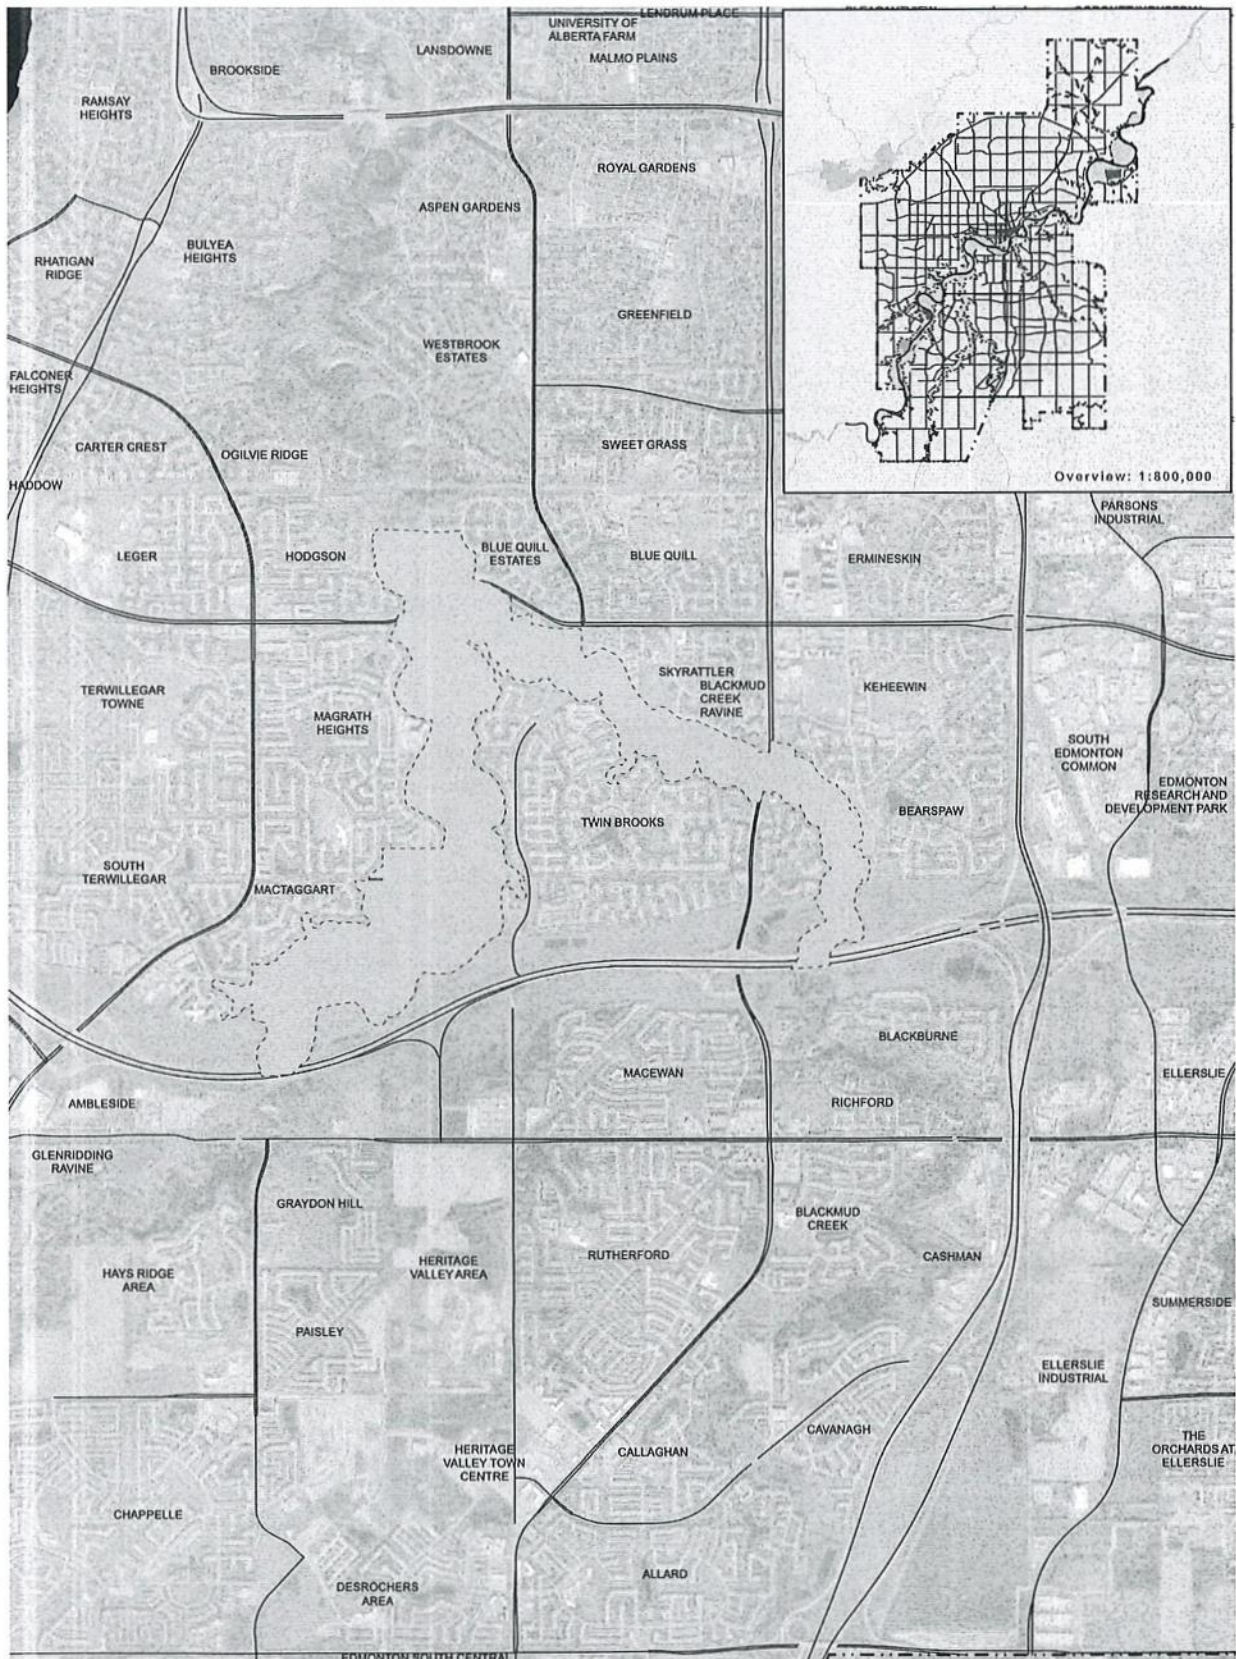 LENDRUM PLACE
UNIVERSITY OF
ALBERTA FARM
LANSDOWNE
MALMO PLAINS
BROOKSIDE
RAMSAY
HEIGHTS
ROYAL GARDENS
ASPEN GARDENS
BULYEA
HEIGHTS
RHATIGAN
RIDGE
GREENFIELD
WESTBROOK
ESTATES
FALCONER
HEIGHTS
CARTER CREST
OGILVIE RIDGE
SWEET GRASS
HADDOW
Overview: 1:800,000
PARSONS
INDUSTRIAL
LEGER
HODGSON
BLUE QUILL
ESTATES
BLUE QUILL
ERMINESKIN
SKYRATTLER
BLACKMUD
CREEK
RAVINE
KEHEEWIN
TERWILLEGAR
TOWNE
MAGRATH
HEIGHTS
SOUTH
EDMONTON
COMMON
EDMONTON
RESEARCH AND
DEVELOPMENT PARK
TWIN BROOKS
BEARSPAW
SOUTH
TERWILLEGAR
MACTAGGART
BLACKBURNE
MACEWAN
ELLERSLIE
AMBLESIDE
RICHFORD
GLENRIDDING
RAVINE
GRAYDON HILL
BLACKMUD
CREEK
HERITAGE
VALLEY AREA
RUTHERFORD
CASHMAN
HAYS RIDGE
AREA
SUMMERSIDE
PAISLEY
ELLERSLIE
INDUSTRIAL
CAVANAGH
HERITAGE
VALLEY TOWN
CENTRE
CALLAGHAN
THE
ORCHARDS AT
ELLERSLIE
CHAPPELLE
ALLARD
DESROCHERS
AREA
EDMONTON SOUTH CENTRAL